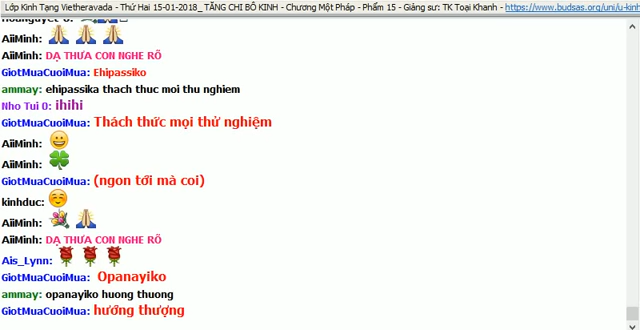 Lớp Kinh Tạng Vietheravada - Thứ Hai 15-01-2018_ TĂNG CHI BỘ KINH - Chương Một Pháp - Phẩm 15 - Giảng sư: TK Toại Khanh - https://www.budsas.org/uni/u-kinh
AiiMinh:
AiiMinh: DẠ THƯA CON NGHE RÕ
GiotMuaCuoiMua: Ehipassiko
ammay: ehipassika thach thuc moi thu nghiem
Nho Tui 0: ihihi
GiotMuaCuoiMua: Thách thức mọi thử nghiệm
AiiMinh:
AiiMinh:
GiotMuaCuoiMua: (ngon tới mà coi)
kinhduc:
AiiMinh:
AiiMinh: DẠ THƯA CON NGHE RÕ
Ais_Lynn:
GiotMuaCuoiMua: Opanayiko
ammay: opanayiko huong thuong
GiotMuaCuoiMua: hướng thượng